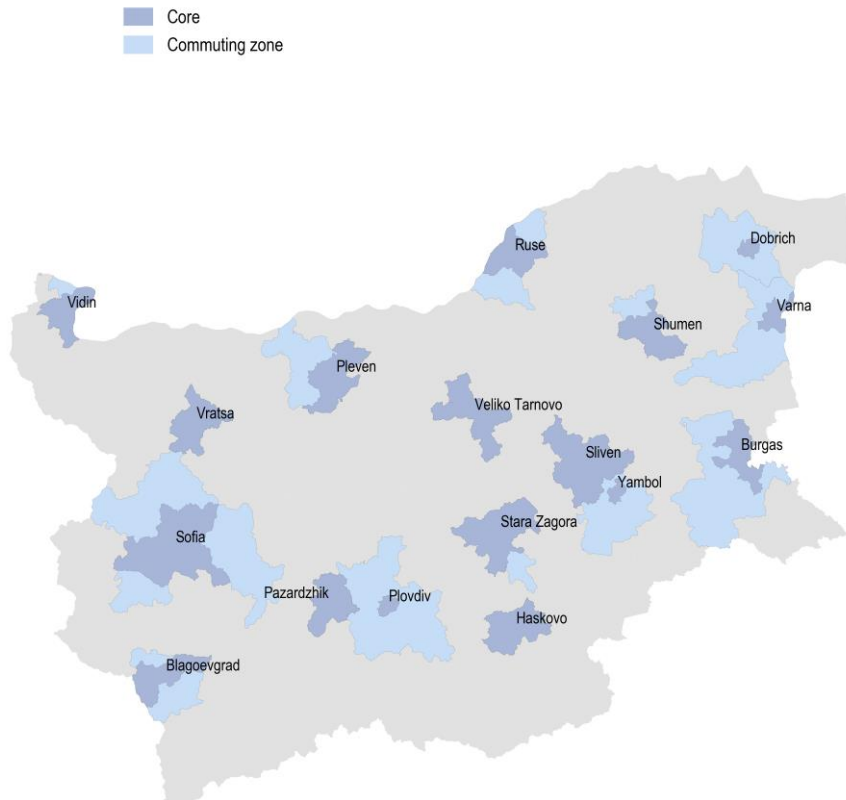 Core
Commuting zone
Dobrich
Ruse
Vidin
Varna
Shumen
Pleven
Veliko Tarnovo
Vratsa
Burgas
Sliven
Yambol
Stara Zagora
Sofia
Pazardzhik
Plovdiv
Haskovo
Blagoevgrad